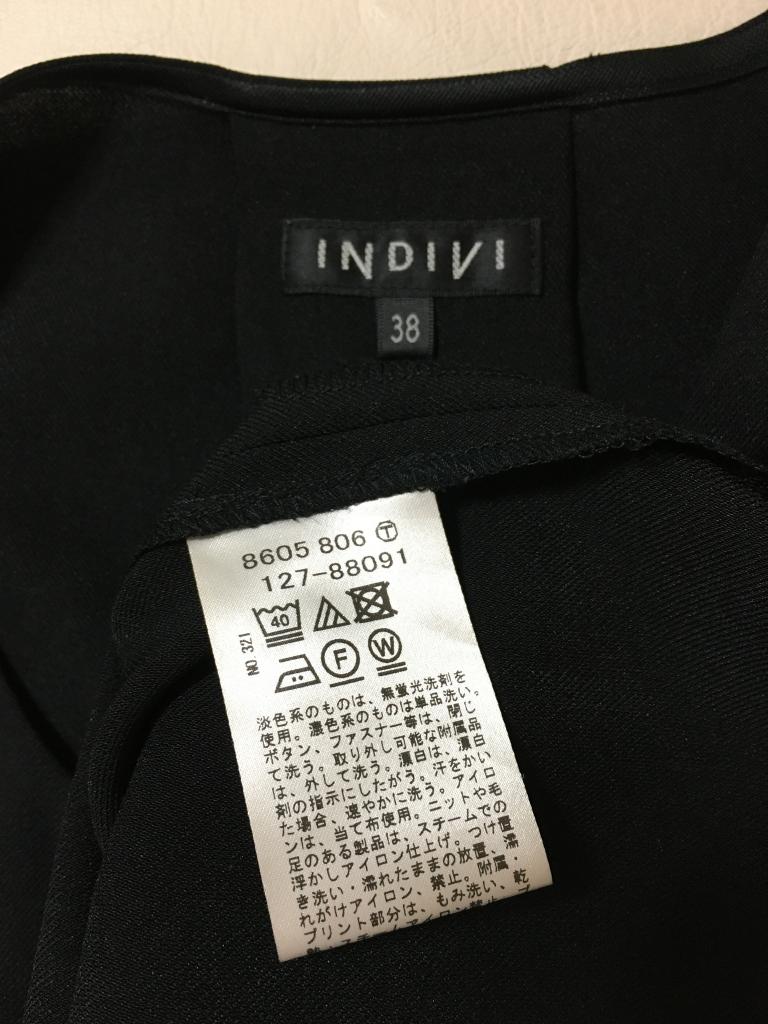 INDIVI
38
8605 806 Ⓣ
127-88091
40
NO.321
F W
淡色系のものは、無蛍光洗剤を
使用。濃色系のものは単品洗い。
ボタン、ファスナー等は、閉じ
て洗う。取り外し可能な附属品
は、外して洗う。漂白は、漂白
剤の指示にしたがう。汗をかい
た場合、速やかに洗う。アイロ
ンは、当て布使用。ニットや毛
足のある製品は、スチームでの
浮かしアイロン仕上げ。つけ置
き洗い・濡れたままの放置、濡
れがけアイロン、禁止。附属・
プリント部分は、もみ洗い、乾